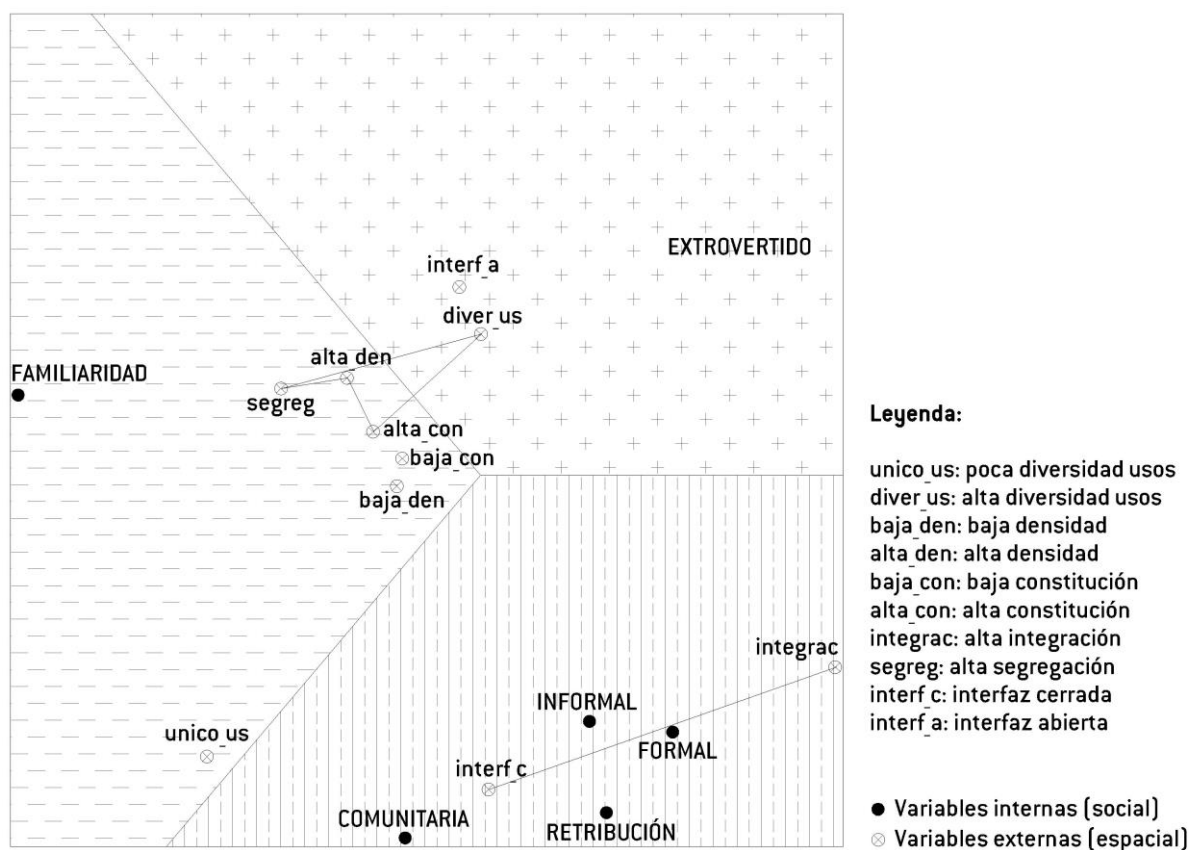 EXTROVERTIDO
interf_a
diver_us
alta_den
FAMILIARIDAD
segreg
alta_con
baja_con
baja_den
integrac
INFORMAL
unico_us
FORMAL
interf_c
COMUNITARIA
RETRIBUCIÓN
Leyenda:
unico_us: poca diversidad usos
diver_us: alta diversidad usos
baja_den: baja densidad
alta_den: alta densidad
baja_con: baja constitución
alta_con: alta constitución
integrac: alta integración
segreg: alta segregación
interf_c: interfaz cerrada
interf_a: interfaz abierta
Variables internas (social)
Variables externas (espacial)